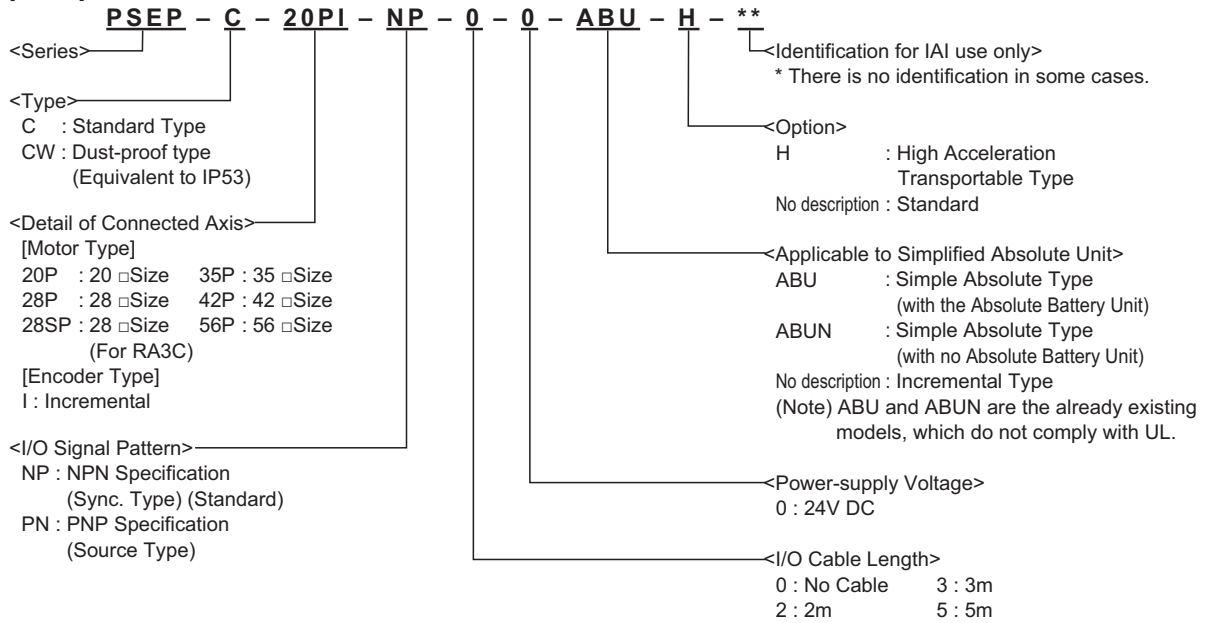 PSEP – C – 20PI – NP – 0 – 0 – ABU – H – **
<Series>
<Type>
C : Standard Type
CW : Dust-proof type
(Equivalent to IP53)
<Detail of Connected Axis>
[Motor Type]
20P : 20 □Size 35P : 35 □Size
28P : 28 □Size 42P : 42 □Size
28SP : 28 □Size 56P : 56 □Size
(For RA3C)
[Encoder Type]
I : Incremental
<I/O Signal Pattern>
NP : NPN Specification
(Sync. Type) (Standard)
PN : PNP Specification
(Source Type)
<Identification for IAI use only>
* There is no identification in some cases.
<Option>
H : High Acceleration
Transportable Type
No description : Standard
<Applicable to Simplified Absolute Unit>
ABU : Simple Absolute Type
(with the Absolute Battery Unit)
ABUN : Simple Absolute Type
(with no Absolute Battery Unit)
No description : Incremental Type
(Note) ABU and ABUN are the already existing
models, which do not comply with UL.
<Power-supply Voltage>
0 : 24V DC
<I/O Cable Length>
0 : No Cable 3 : 3m
2 : 2m 5 : 5m